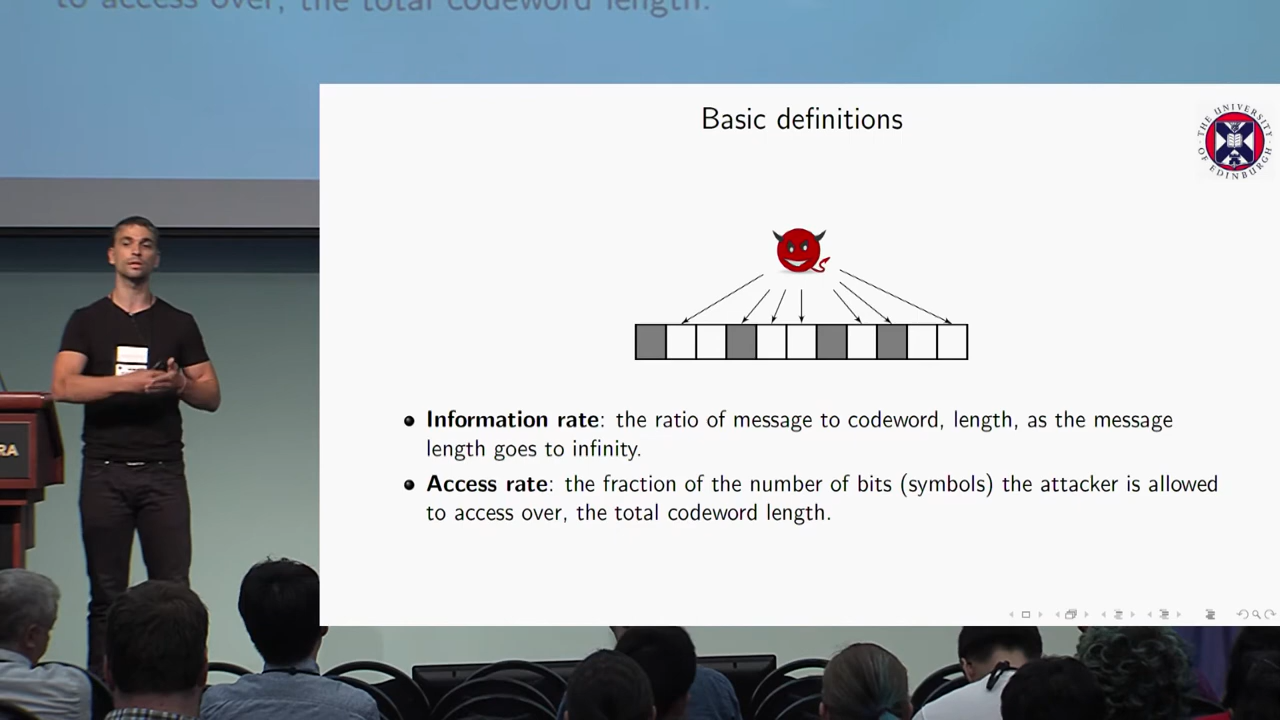 to access over, the total codeword length.
Basic definitions
THE UNIVERSITY OF EDINBURGH
RA
Information rate: the ratio of message to codeword, length, as the message
length goes to infinity.
Access rate: the fraction of the number of bits (symbols) the attacker is allowed
to access over, the total codeword length.